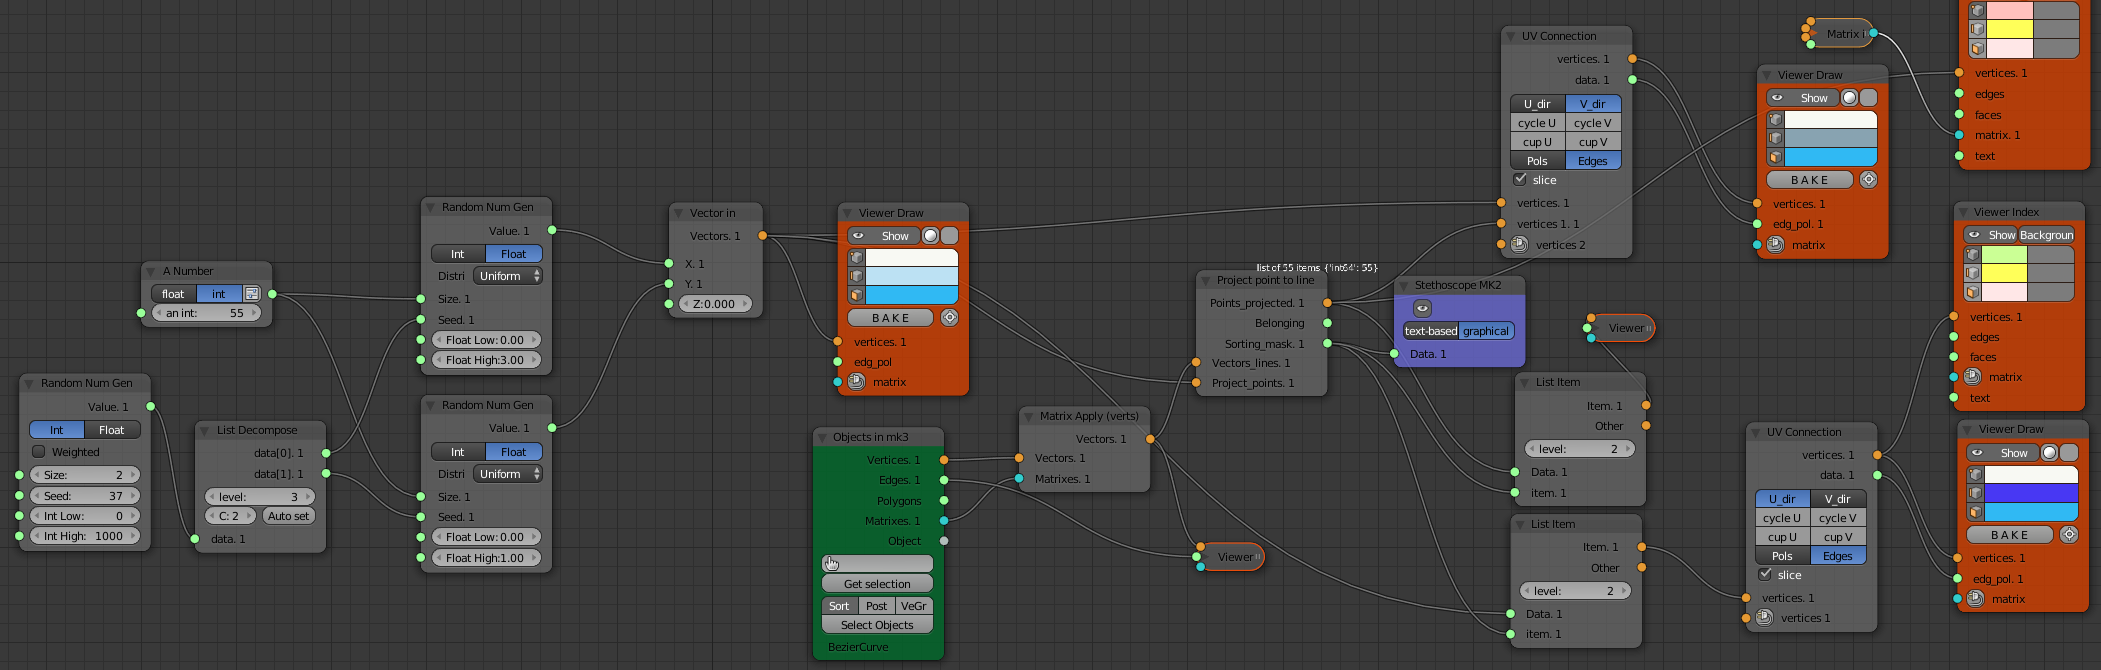 A Number
float int
an int: 55
Random Num Gen
Value. 1
Int Float
Weighted
Size: 2
Seed: 37
Int Low: 0
Int High: 1000
List Decompose
data[0]. 1
data[1]. 1
level: 3
C: 2 Auto set
data. 1
Random Num Gen
Value. 1
Int Float
Distri Uniform
Size. 1
Seed. 1
Float Low: 0.00
Float High: 3.00
Random Num Gen
Value. 1
Int Float
Distri Uniform
Size. 1
Seed. 1
Float Low: 0.00
Float High: 1.00
Vector in
Vectors. 1
X. 1
Y. 1
Z: 0.000
Viewer Draw
Show
BAKE
vertices. 1
edg_pol
matrix
Objects in mk3
Vertices. 1
Edges. 1
Polygons
Matrixes. 1
Object
Get selection
Sort Post VeGr
Select Objects
BezierCurve
Matrix Apply (verts)
Vectors. 1
Vectors. 1
Matrixes. 1
Viewer
list of 55 items {'int64': 55}
Project point to line
Points_projected. 1
Belonging
Sorting_mask. 1
Vectors_lines. 1
Project_points. 1
Stethoscope MK2
text-based graphical
Data. 1
UV Connection
vertices. 1
data. 1
U_dir V_dir
cycle U cycle V
cup U cup V
Pols Edges
slice
vertices. 1
vertices 1. 1
vertices 2
Viewer
List Item
Item. 1
Other
level: 2
Data. 1
item. 1
List Item
Item. 1
Other
level: 2
Data. 1
item. 1
Matrix i
Viewer Draw
Show
BAKE
vertices. 1
edg_pol. 1
matrix
UV Connection
vertices. 1
data. 1
U_dir V_dir
cycle U cycle V
cup U cup V
Pols Edges
slice
vertices. 1
vertices 1
vertices. 1
edges
faces
matrix. 1
text
Viewer Index
Show Backgroun
vertices. 1
edges
faces
matrix
text
Viewer Draw
Show
BAKE
vertices. 1
edg_pol. 1
matrix